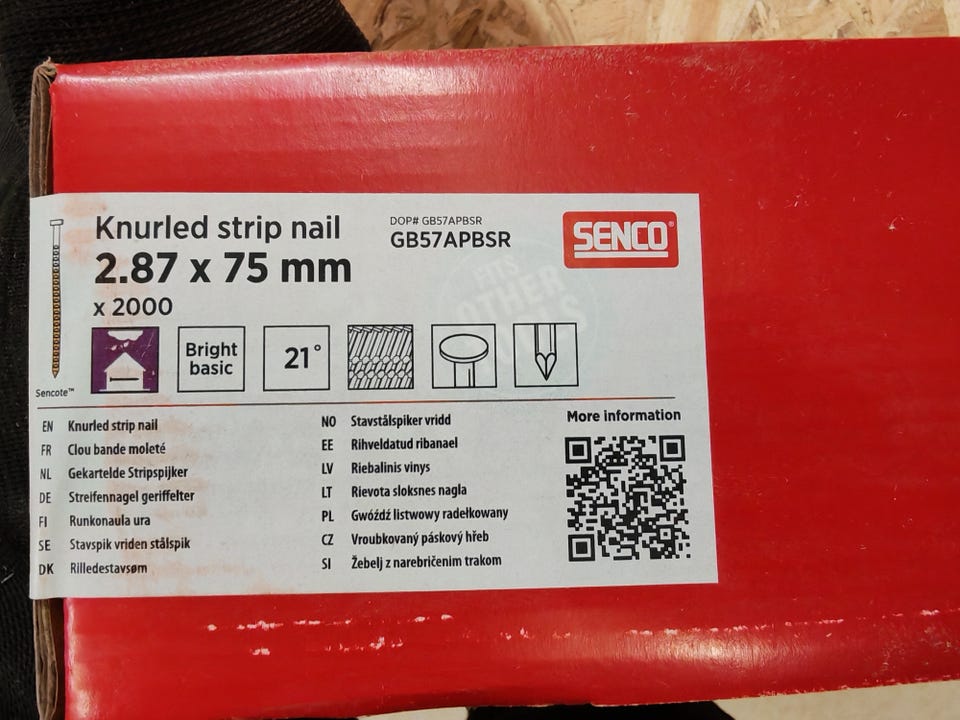 Knurled strip nail
2.87 x 75 mm
x 2000
DOP# GB57APBSR
GB57APBSR
SENCO®
FITS
OTHER
Bright
basic
21°
Sencote™
EN Knurled strip nail
FR Clou bande moleté
NL Gekartelde Stripspijker
DE Streifennagel geriffelter
FI Runkonaula ura
SE Stavspik vriden stålspik
DK Rilledestavsøm
NO Stavstålspiker vridd
EE Rihveldatud ribanael
LV Riebalinis vinys
LT Rievota sloksnes nagla
PL Gwóźdź listwowy radełkowany
CZ Vroubkovaný páskový hřeb
SI Žebelj z narebričenim trakom
More information